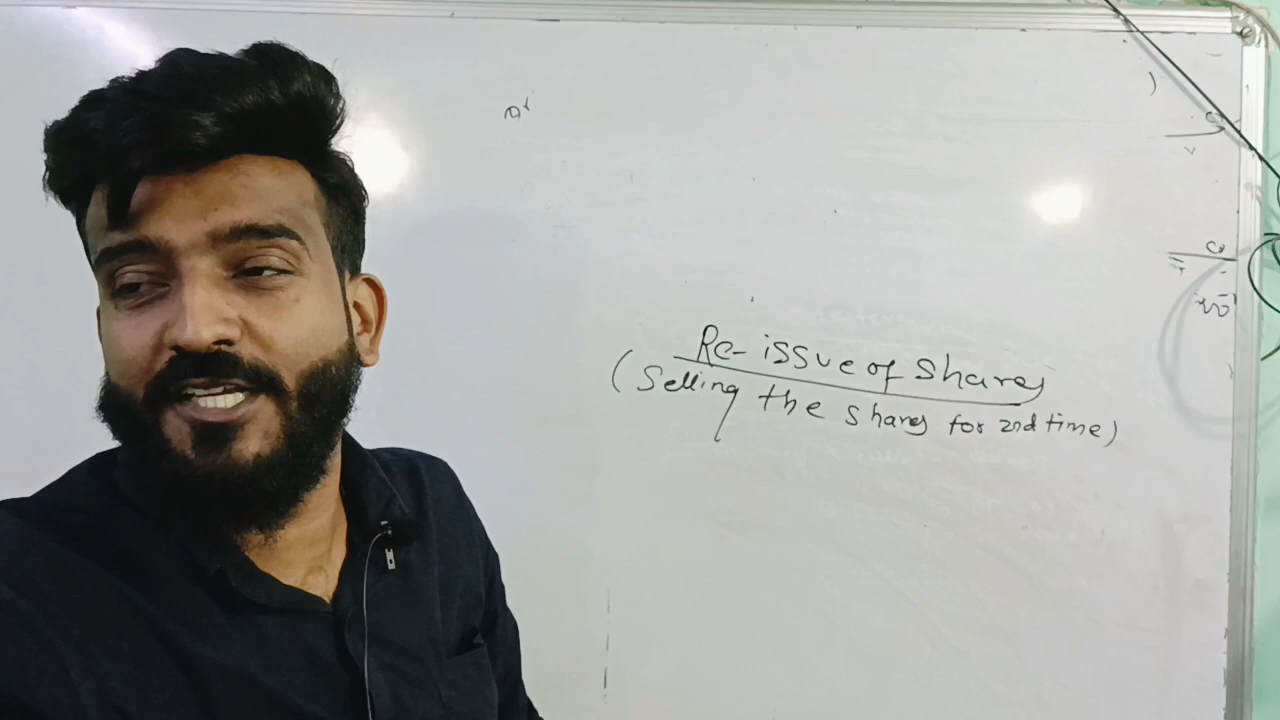 Re-issue of shares
(Selling the shares for 2nd time)